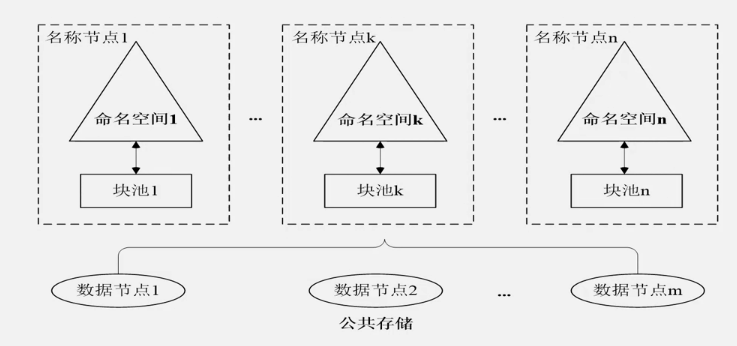 名称节点1
名称节点k
名称节点n
命名空间1
...
命名空间k
...
命名空间n
块池1
块池k
块池n
数据节点1
数据节点2
...
数据节点m
公共存储